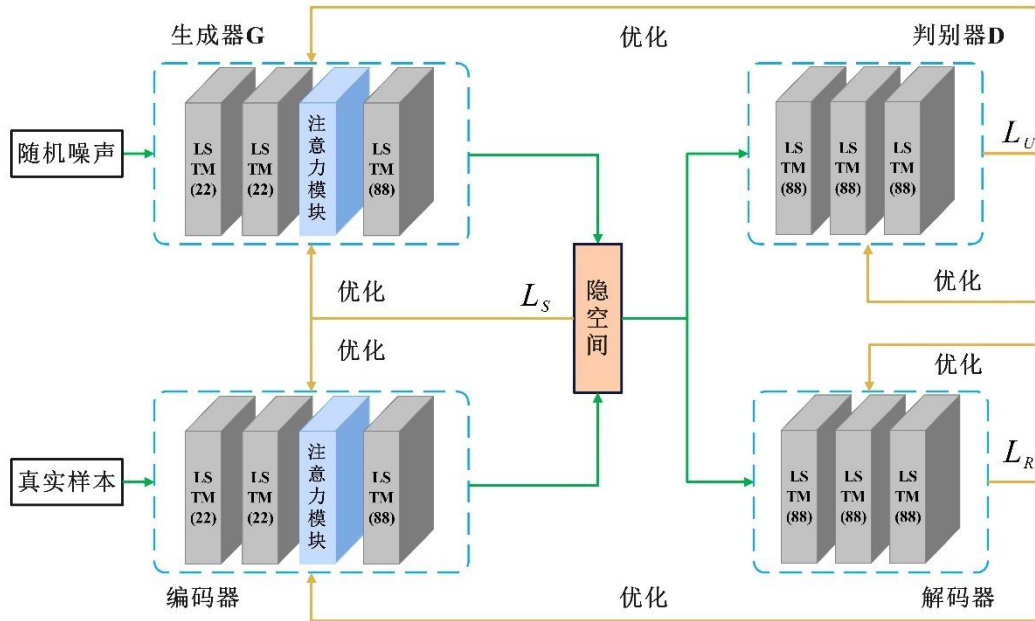 生成器G
优化
判别器D
随机噪声
LS
TM
(22)
LS
TM
(22)
注意力模块
LS
TM
(88)
LS
TM
(88)
LS
TM
(88)
LS
TM
(88)
L_U
优化
L_S
隐空间
优化
优化
优化
真实样本
LS
TM
(22)
LS
TM
(22)
注意力模块
LS
TM
(88)
LS
TM
(88)
LS
TM
(88)
LS
TM
(88)
L_R
编码器
优化
解码器